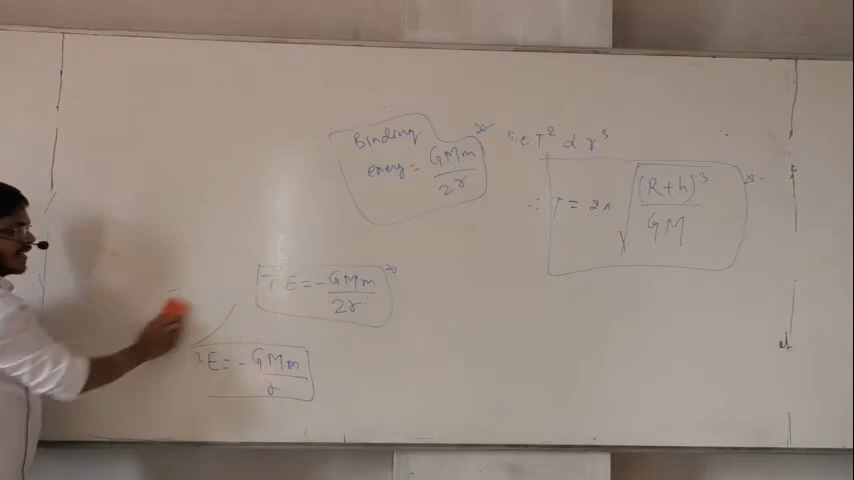 Binding
energy = GMm / 2r
i.e. T² ∝ r³
∴ T = 2π √((R+h)³ / GM)
T E = - GMm / 2r
E = - GMm / r